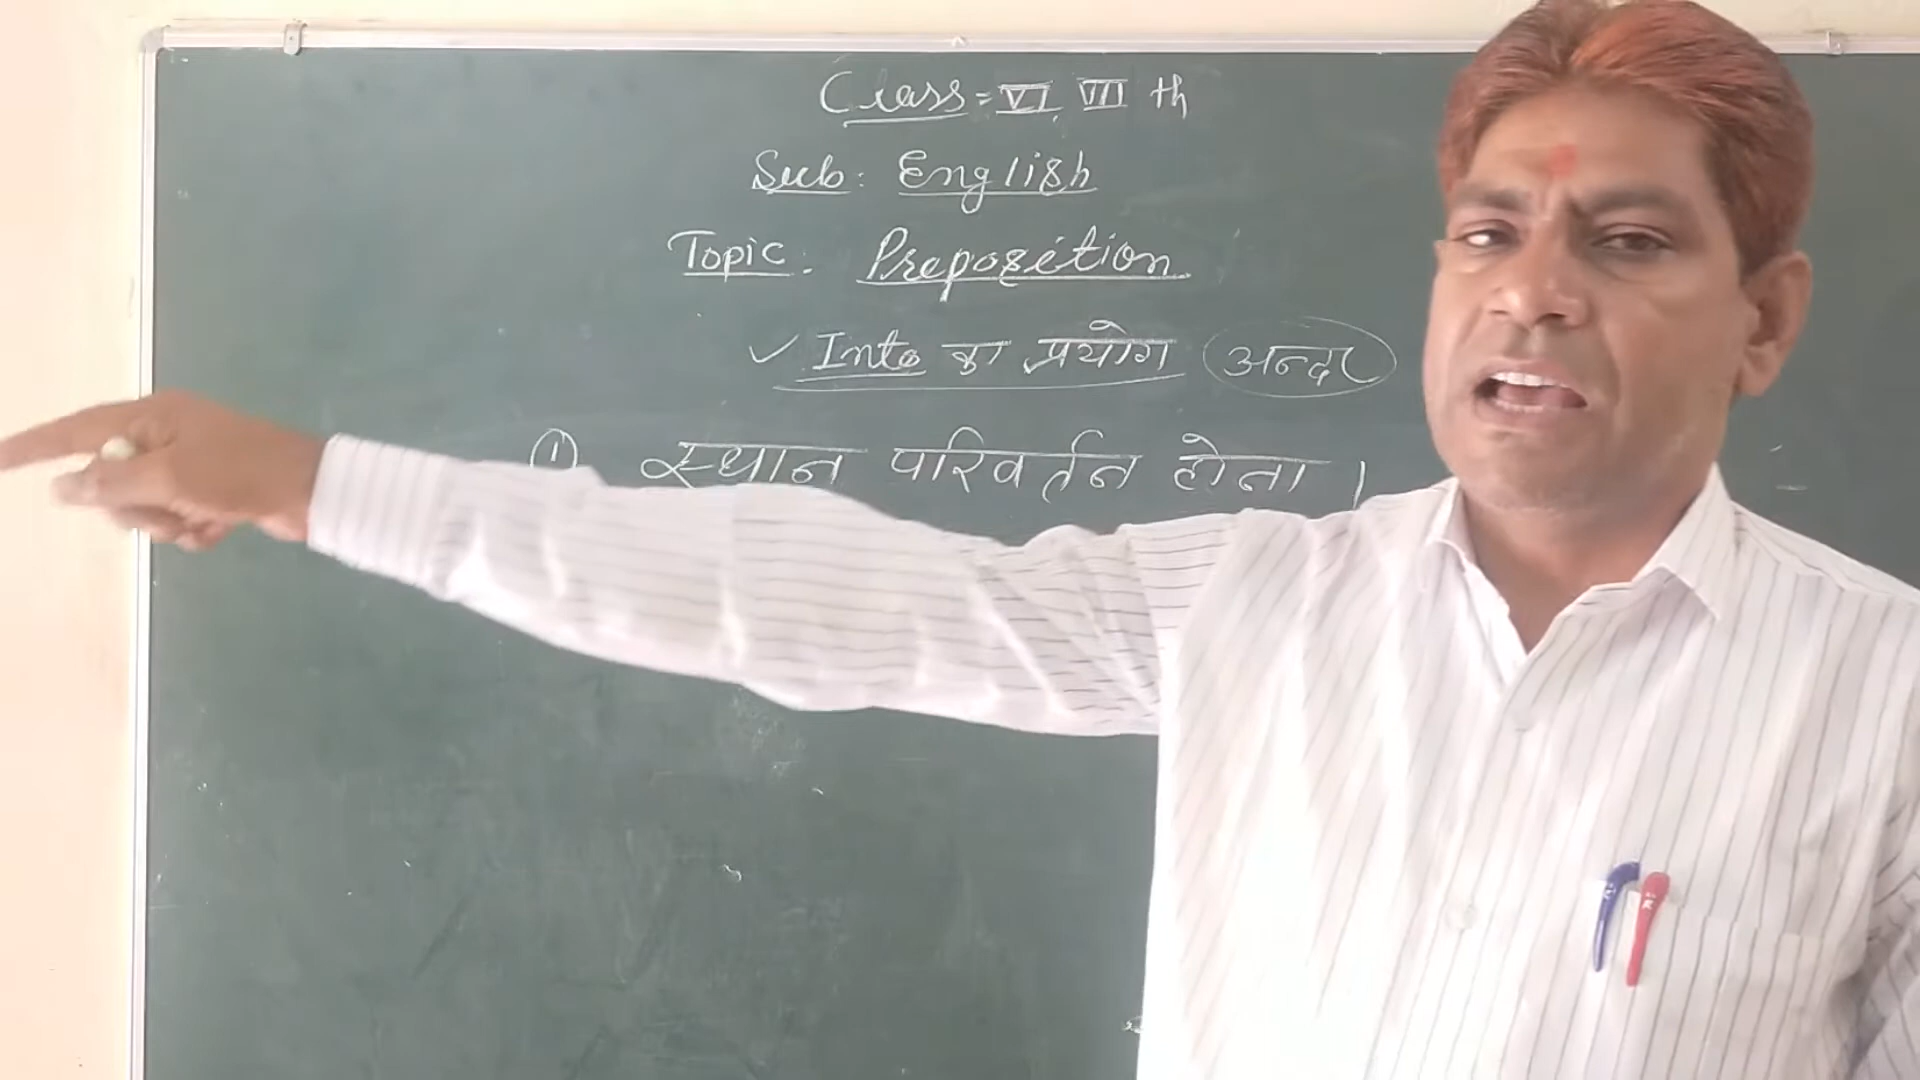 Class = VI, VII th
Sub: English
Topic: Preposition
✓ Into का प्रयोग (अन्दर)
① स्थान परिवर्तन होता।